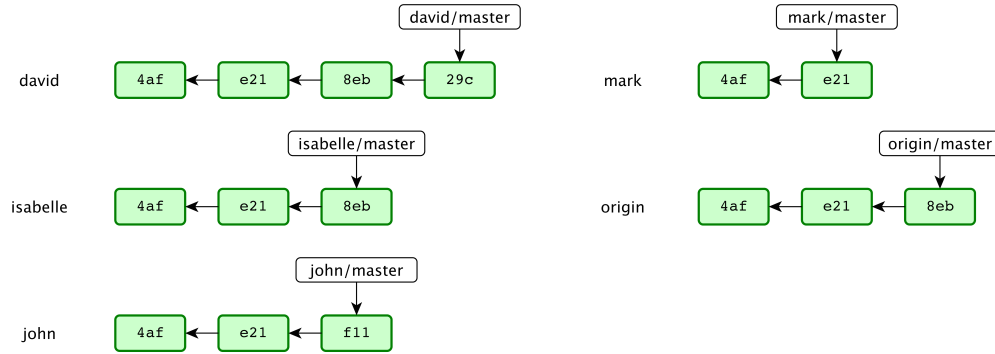 david/master
david 4af e21 8eb 29c
mark/master
mark 4af e21
isabelle/master
isabelle 4af e21 8eb
origin/master
origin 4af e21 8eb
john/master
john 4af e21 f11